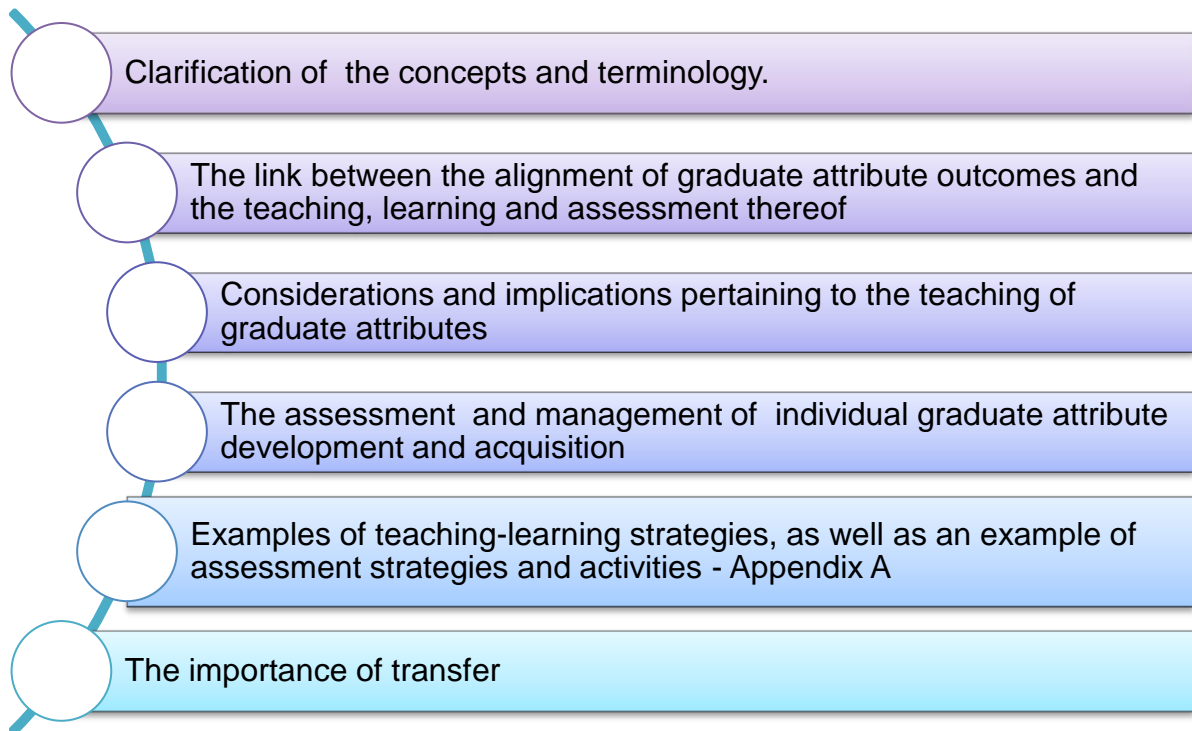 Clarification of the concepts and terminology.
The link between the alignment of graduate attribute outcomes and
the teaching, learning and assessment thereof
Considerations and implications pertaining to the teaching of
graduate attributes
The assessment and management of individual graduate attribute
development and acquisition
Examples of teaching-learning strategies, as well as an example of
assessment strategies and activities - Appendix A
The importance of transfer